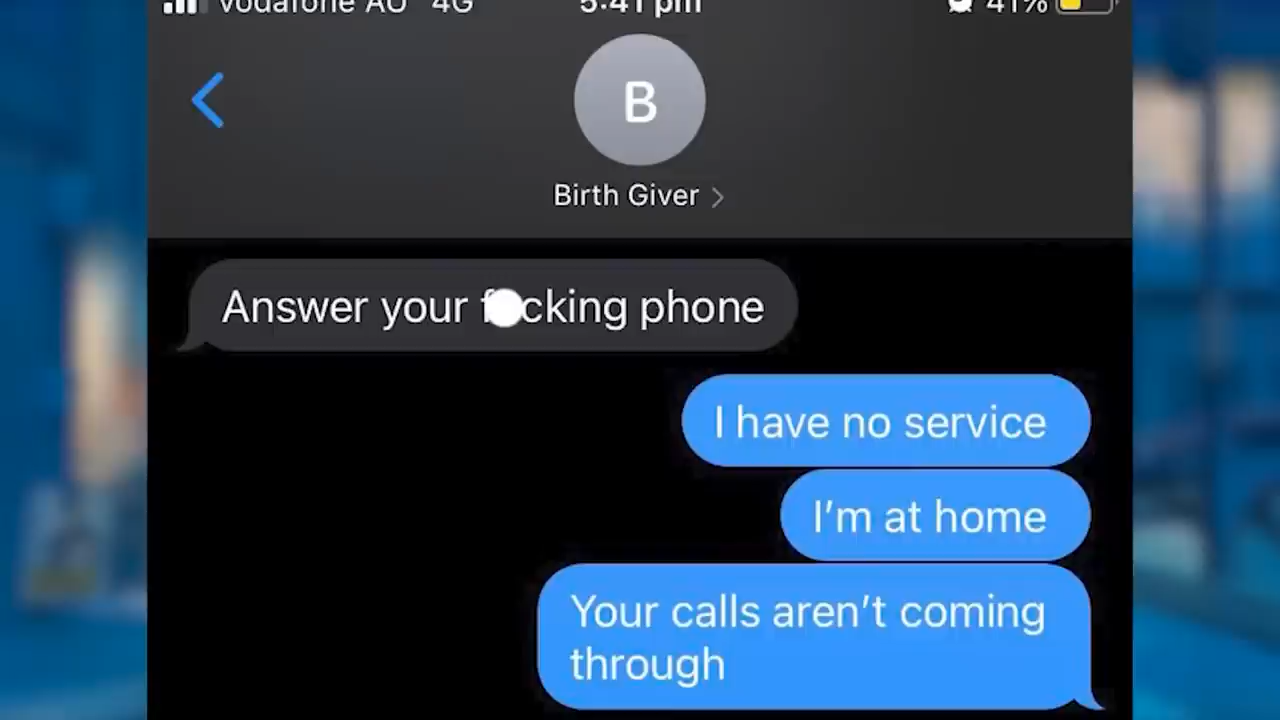 vodafone AU 4G 5:41 pm 41%
B
Birth Giver
Answer your f cking phone
I have no service
I'm at home
Your calls aren't coming
through